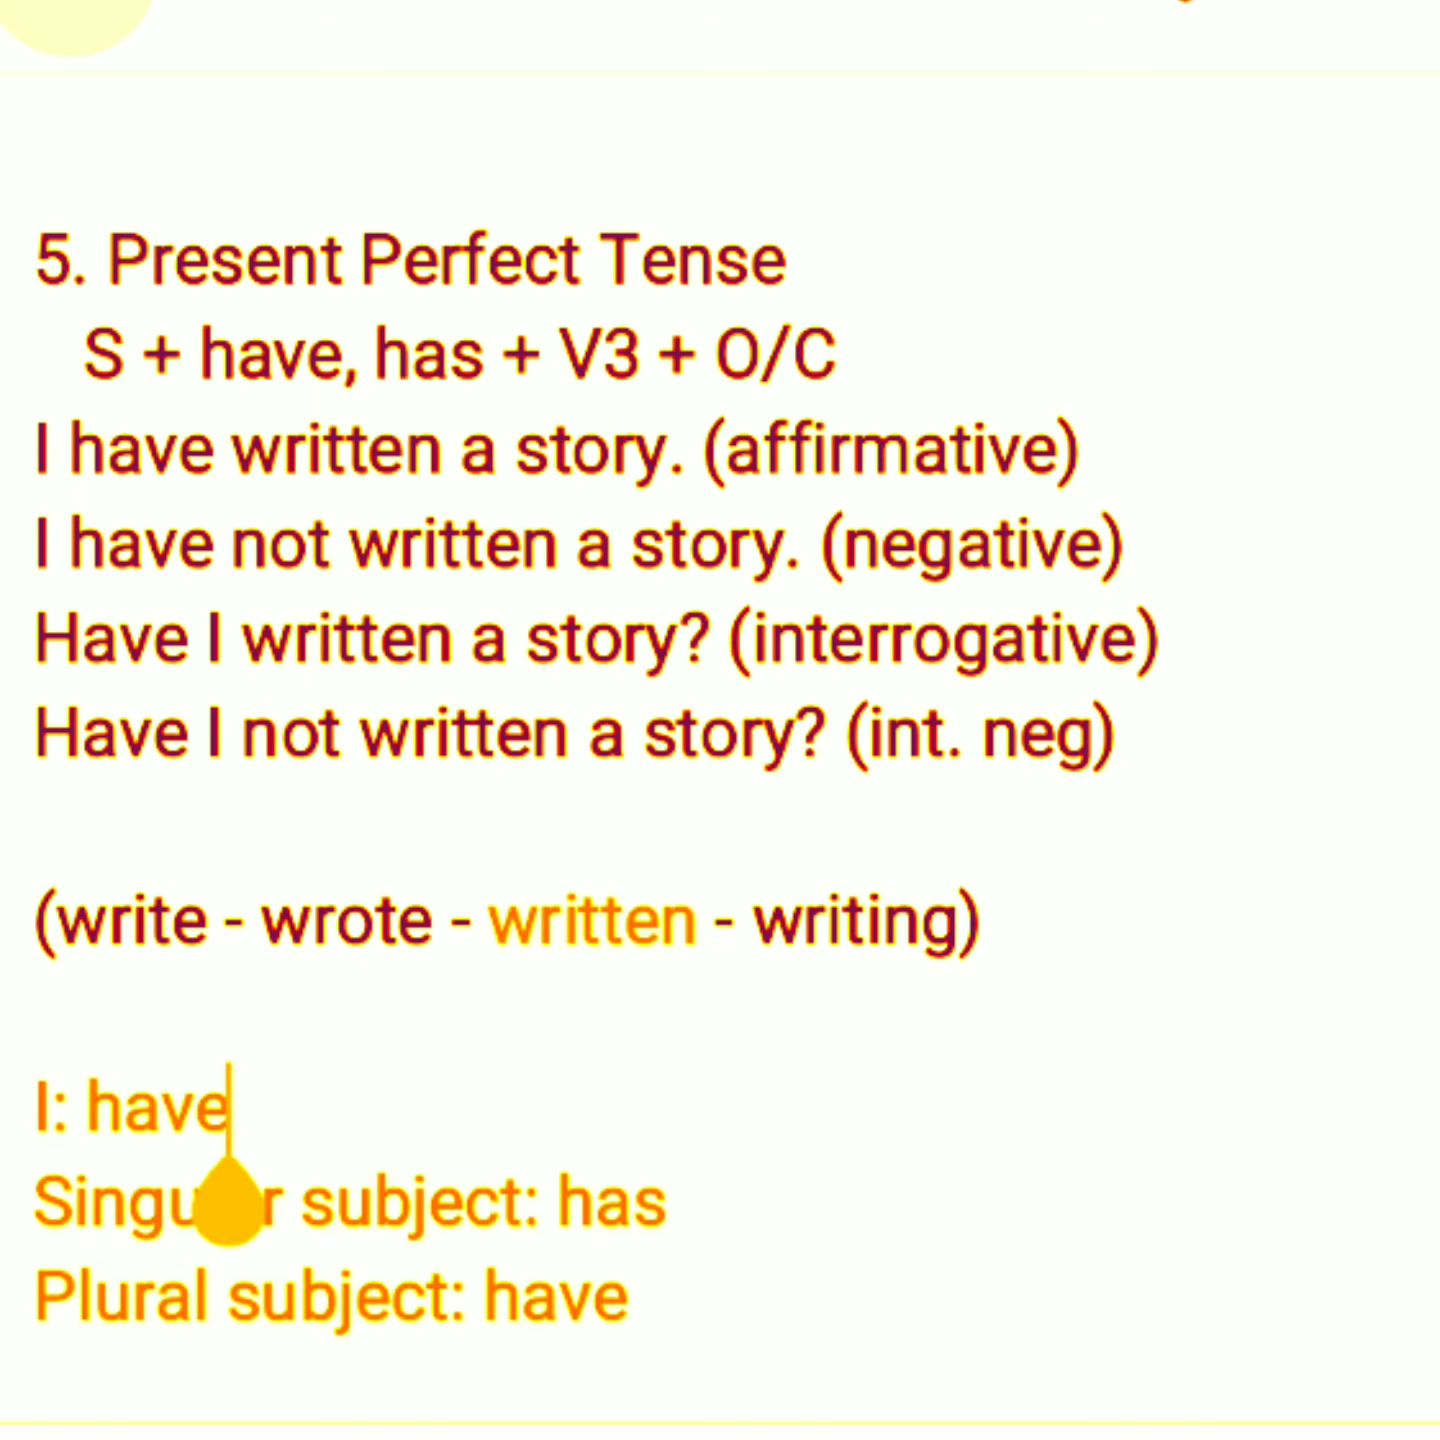 5. Present Perfect Tense
S + have, has + V3 + O/C
I have written a story. (affirmative)
I have not written a story. (negative)
Have I written a story? (interrogative)
Have I not written a story? (int. neg)
(write - wrote - written - writing)
I: have
subject: has
Plural subject: have